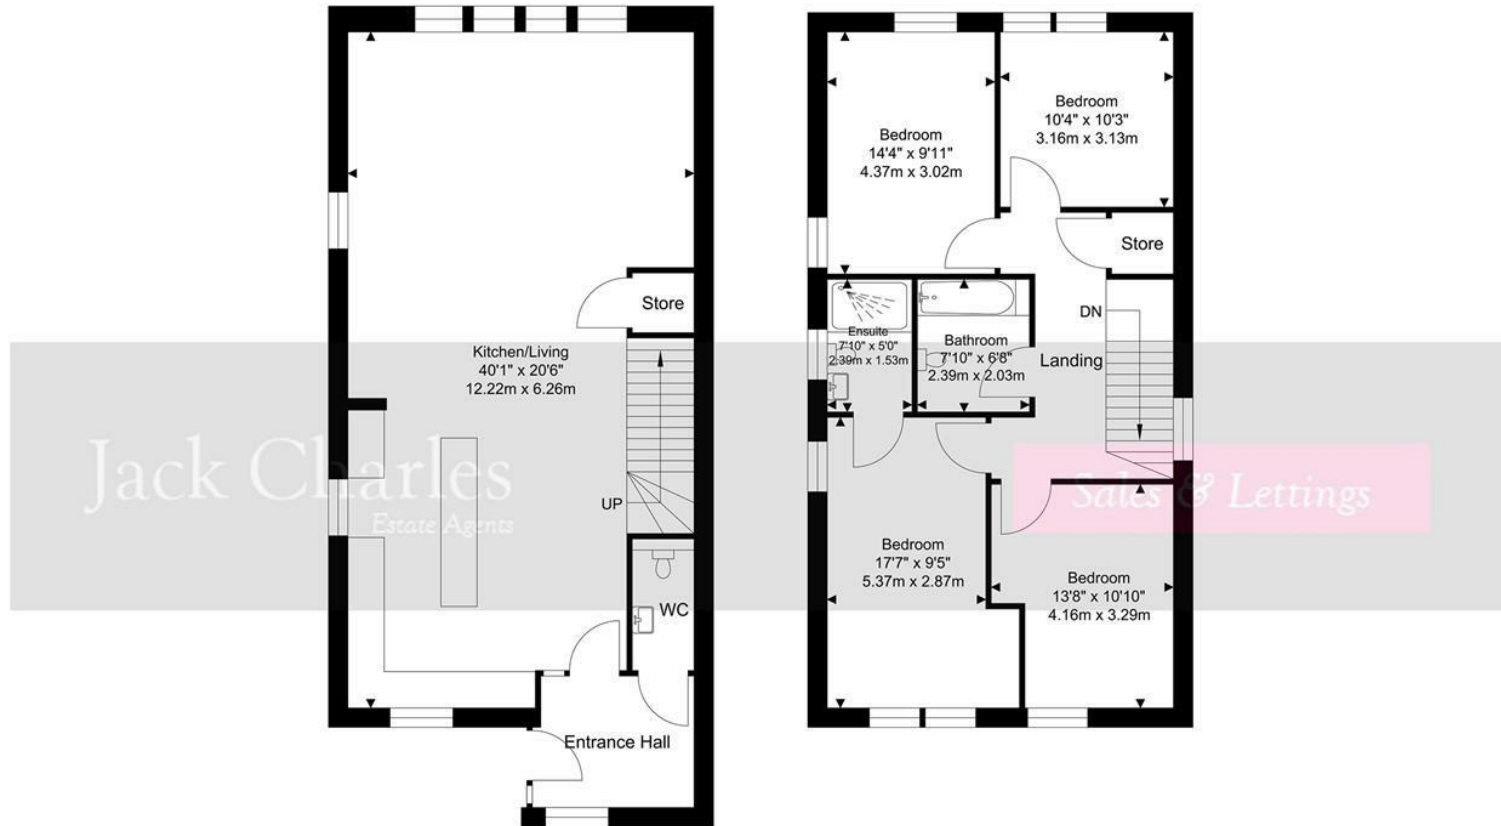 Kitchen/Living
40'1" x 20'6"
12.22m x 6.26m
Store
UP
WC
Entrance Hall
Bedroom
14'4" x 9'11"
4.37m x 3.02m
Bedroom
10'4" x 10'3"
3.16m x 3.13m
Store
Ensuite
7'10" x 5'0"
2.39m x 1.53m
Bathroom
7'10" x 6'8"
2.39m x 2.03m
DN
Landing
Bedroom
17'7" x 9'5"
5.37m x 2.87m
Bedroom
13'8" x 10'10"
4.16m x 3.29m
Jack Charles
Estate Agents
Sales & Lettings